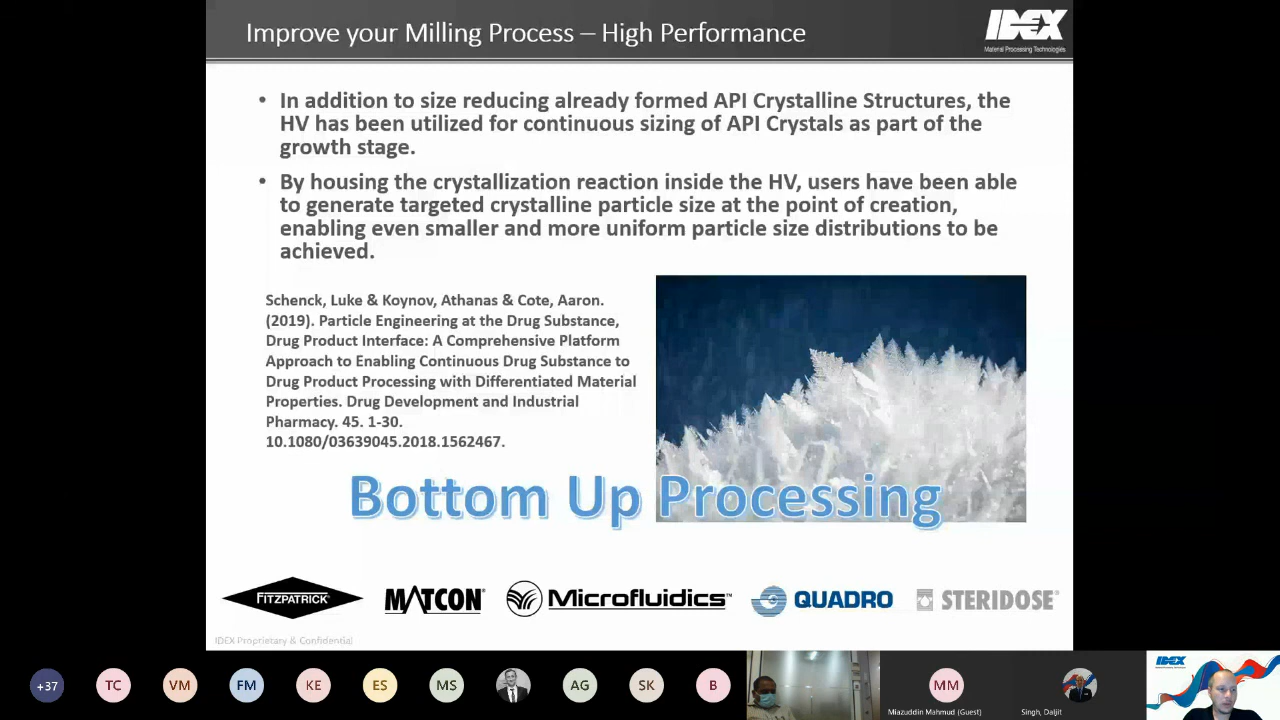 Improve your Milling Process – High Performance
IDEX
Material Processing Technologies
• In addition to size reducing already formed API Crystalline Structures, the
HV has been utilized for continuous sizing of API Crystals as part of the
growth stage.
• By housing the crystallization reaction inside the HV, users have been able
to generate targeted crystalline particle size at the point of creation,
enabling even smaller and more uniform particle size distributions to be
achieved.
Schenck, Luke & Koynov, Athanas & Cote, Aaron.
(2019). Particle Engineering at the Drug Substance,
Drug Product Interface: A Comprehensive Platform
Approach to Enabling Continuous Drug Substance to
Drug Product Processing with Differentiated Material
Properties. Drug Development and Industrial
Pharmacy. 45. 1-30.
10.1080/03639045.2018.1562467.
Bottom Up Processing
FITZPATRICK
MATCON®
Microfluidics™
QUADRO
STERIDOSE®
IDEX Proprietary & Confidential
+37 TC VM FM KE ES MS AG SK B MM
Miazuddin Mahmud (Guest)
Singh, Daljit
IDEX